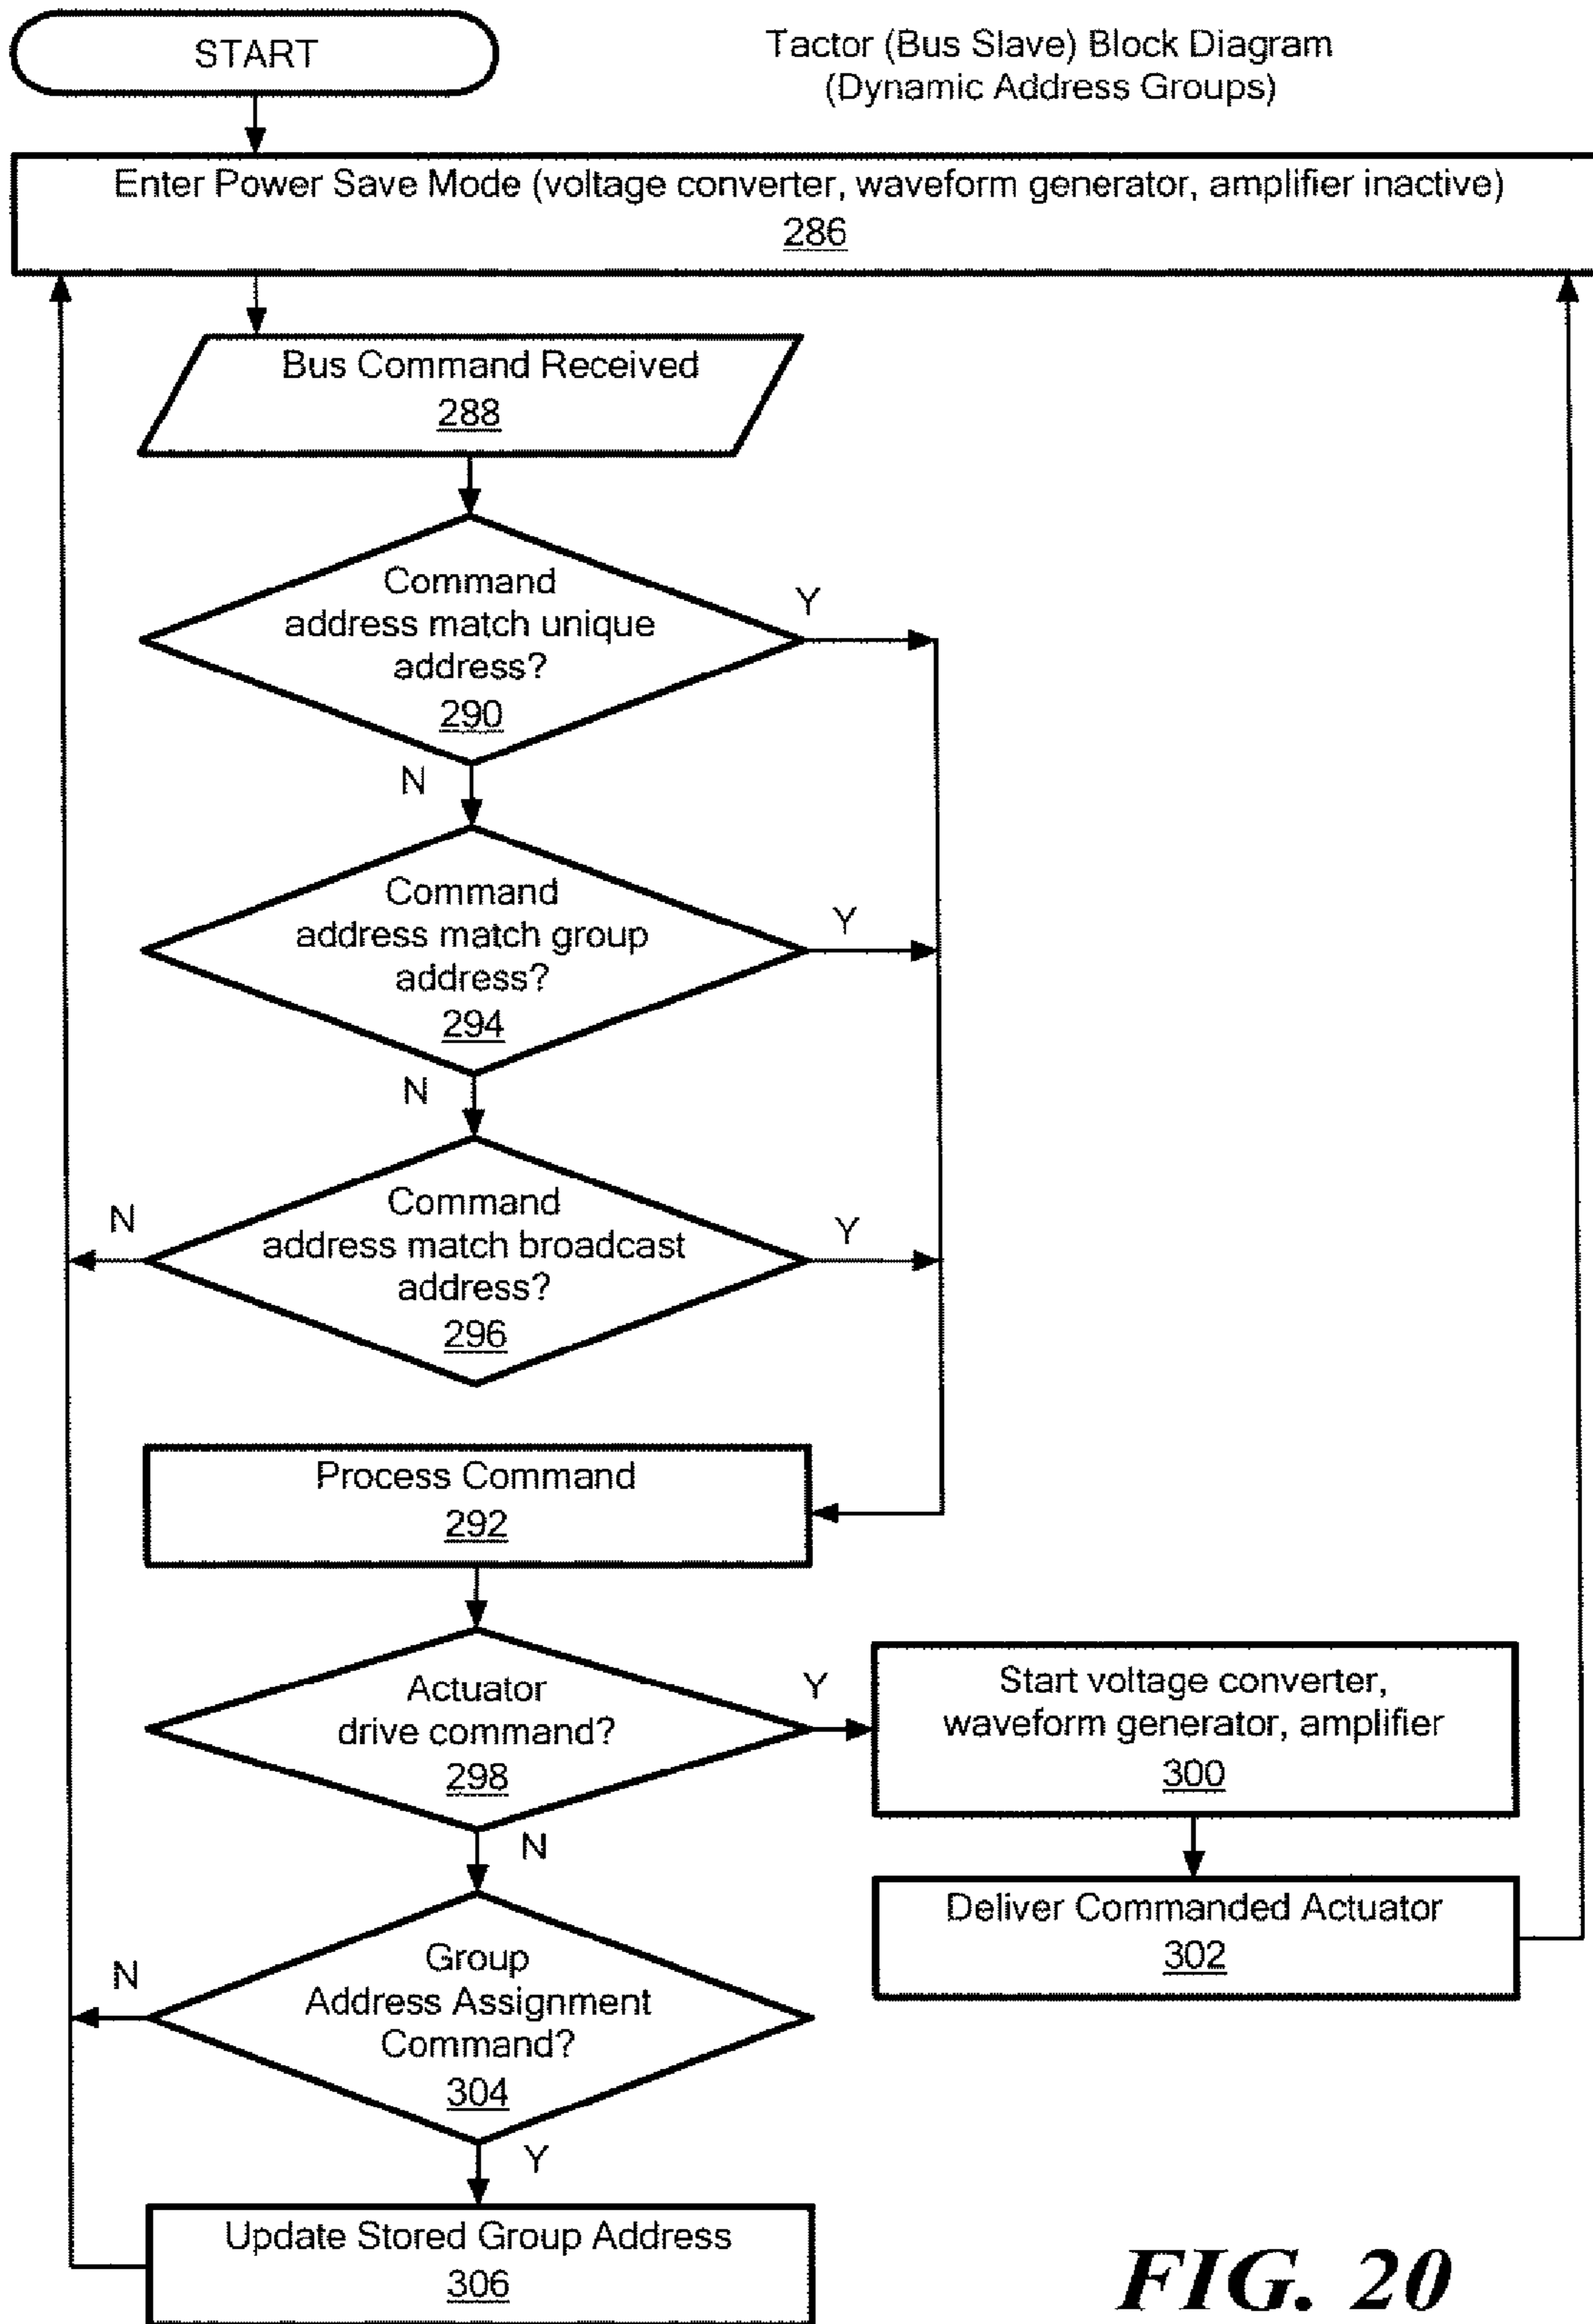 START
Tactor (Bus Slave) Block Diagram
(Dynamic Address Groups)
Enter Power Save Mode (voltage converter, waveform generator, amplifier inactive)
286
Bus Command Received
288
Command
address match unique
address?
290
Y
N
Command
address match group
address?
294
Y
N
Command
address match broadcast
address?
296
N
Y
Process Command
292
Actuator
drive command?
298
Y
N
Start voltage converter,
waveform generator, amplifier
300
Deliver Commanded Actuator
302
Group
Address Assignment
Command?
304
N
Y
Update Stored Group Address
306
FIG. 20